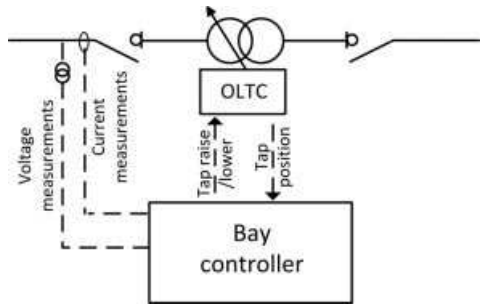 OLTC
Voltage
measurements
Current
measurements
Tap raise
/lower
Tap
position
Bay
controller